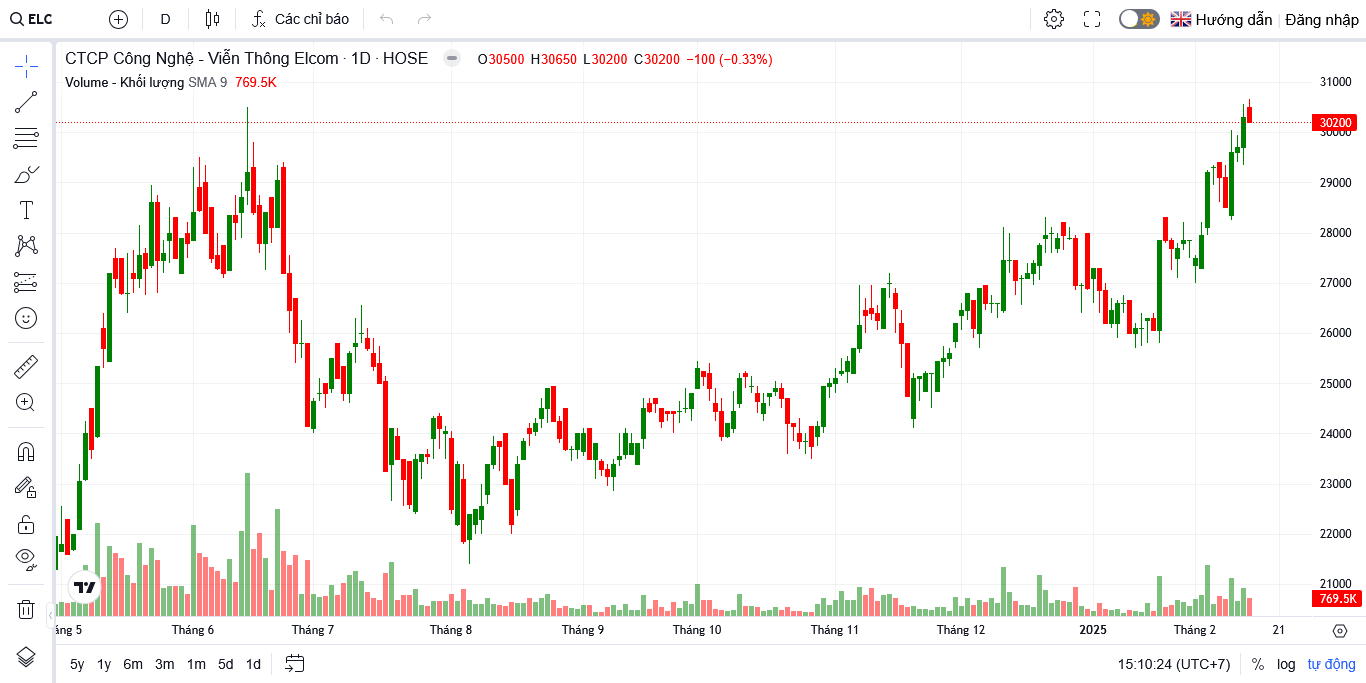 ELC D Các chỉ báo Hướng dẫn Đăng nhập
CTCP Công Nghệ - Viễn Thông Elcom · 1D · HOSE O30500 H30650 L30200 C30200 −100 (−0.33%)
Volume - Khối lượng SMA 9 769.5K
31000
30200
30000
29000
28000
27000
26000
25000
24000
23000
22000
21000
769.5K
áng 5 Tháng 6 Tháng 7 Tháng 8 Tháng 9 Tháng 10 Tháng 11 Tháng 12 2025 Tháng 2 21
5y 1y 6m 3m 1m 5d 1d 15:10:24 (UTC+7) % log tự động